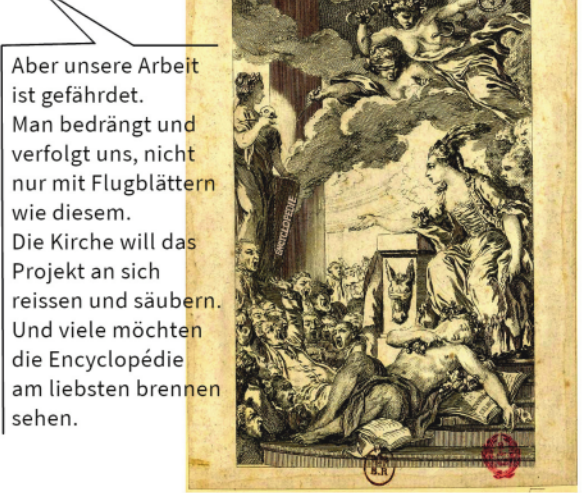 Aber unsere Arbeit
ist gefährdet.
Man bedrängt und
verfolgt uns, nicht
nur mit Flugblättern
wie diesem.
Die Kirche will das
Projekt an sich
reissen und säubern.
Und viele möchten
die Encyclopédie
am liebsten brennen
sehen.
ENCYCLOPEDIE
B.R